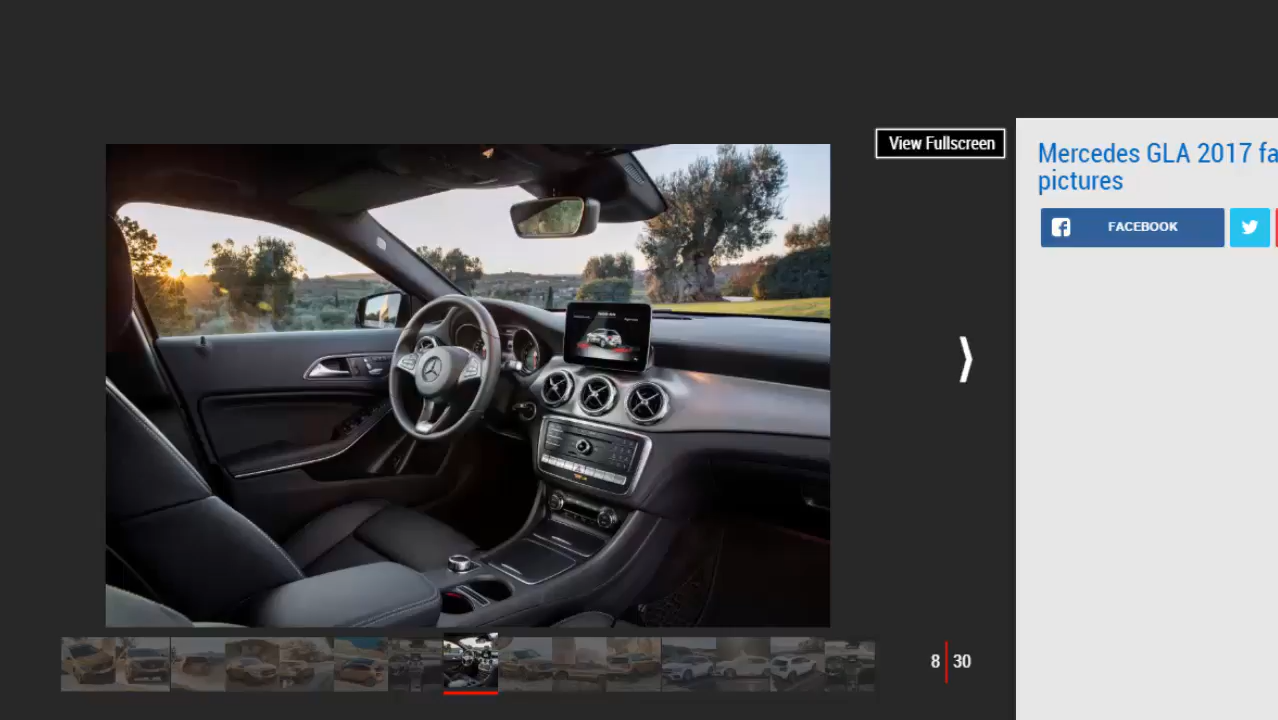 View Fullscreen
Mercedes GLA 2017 fa
pictures
FACEBOOK
8 30